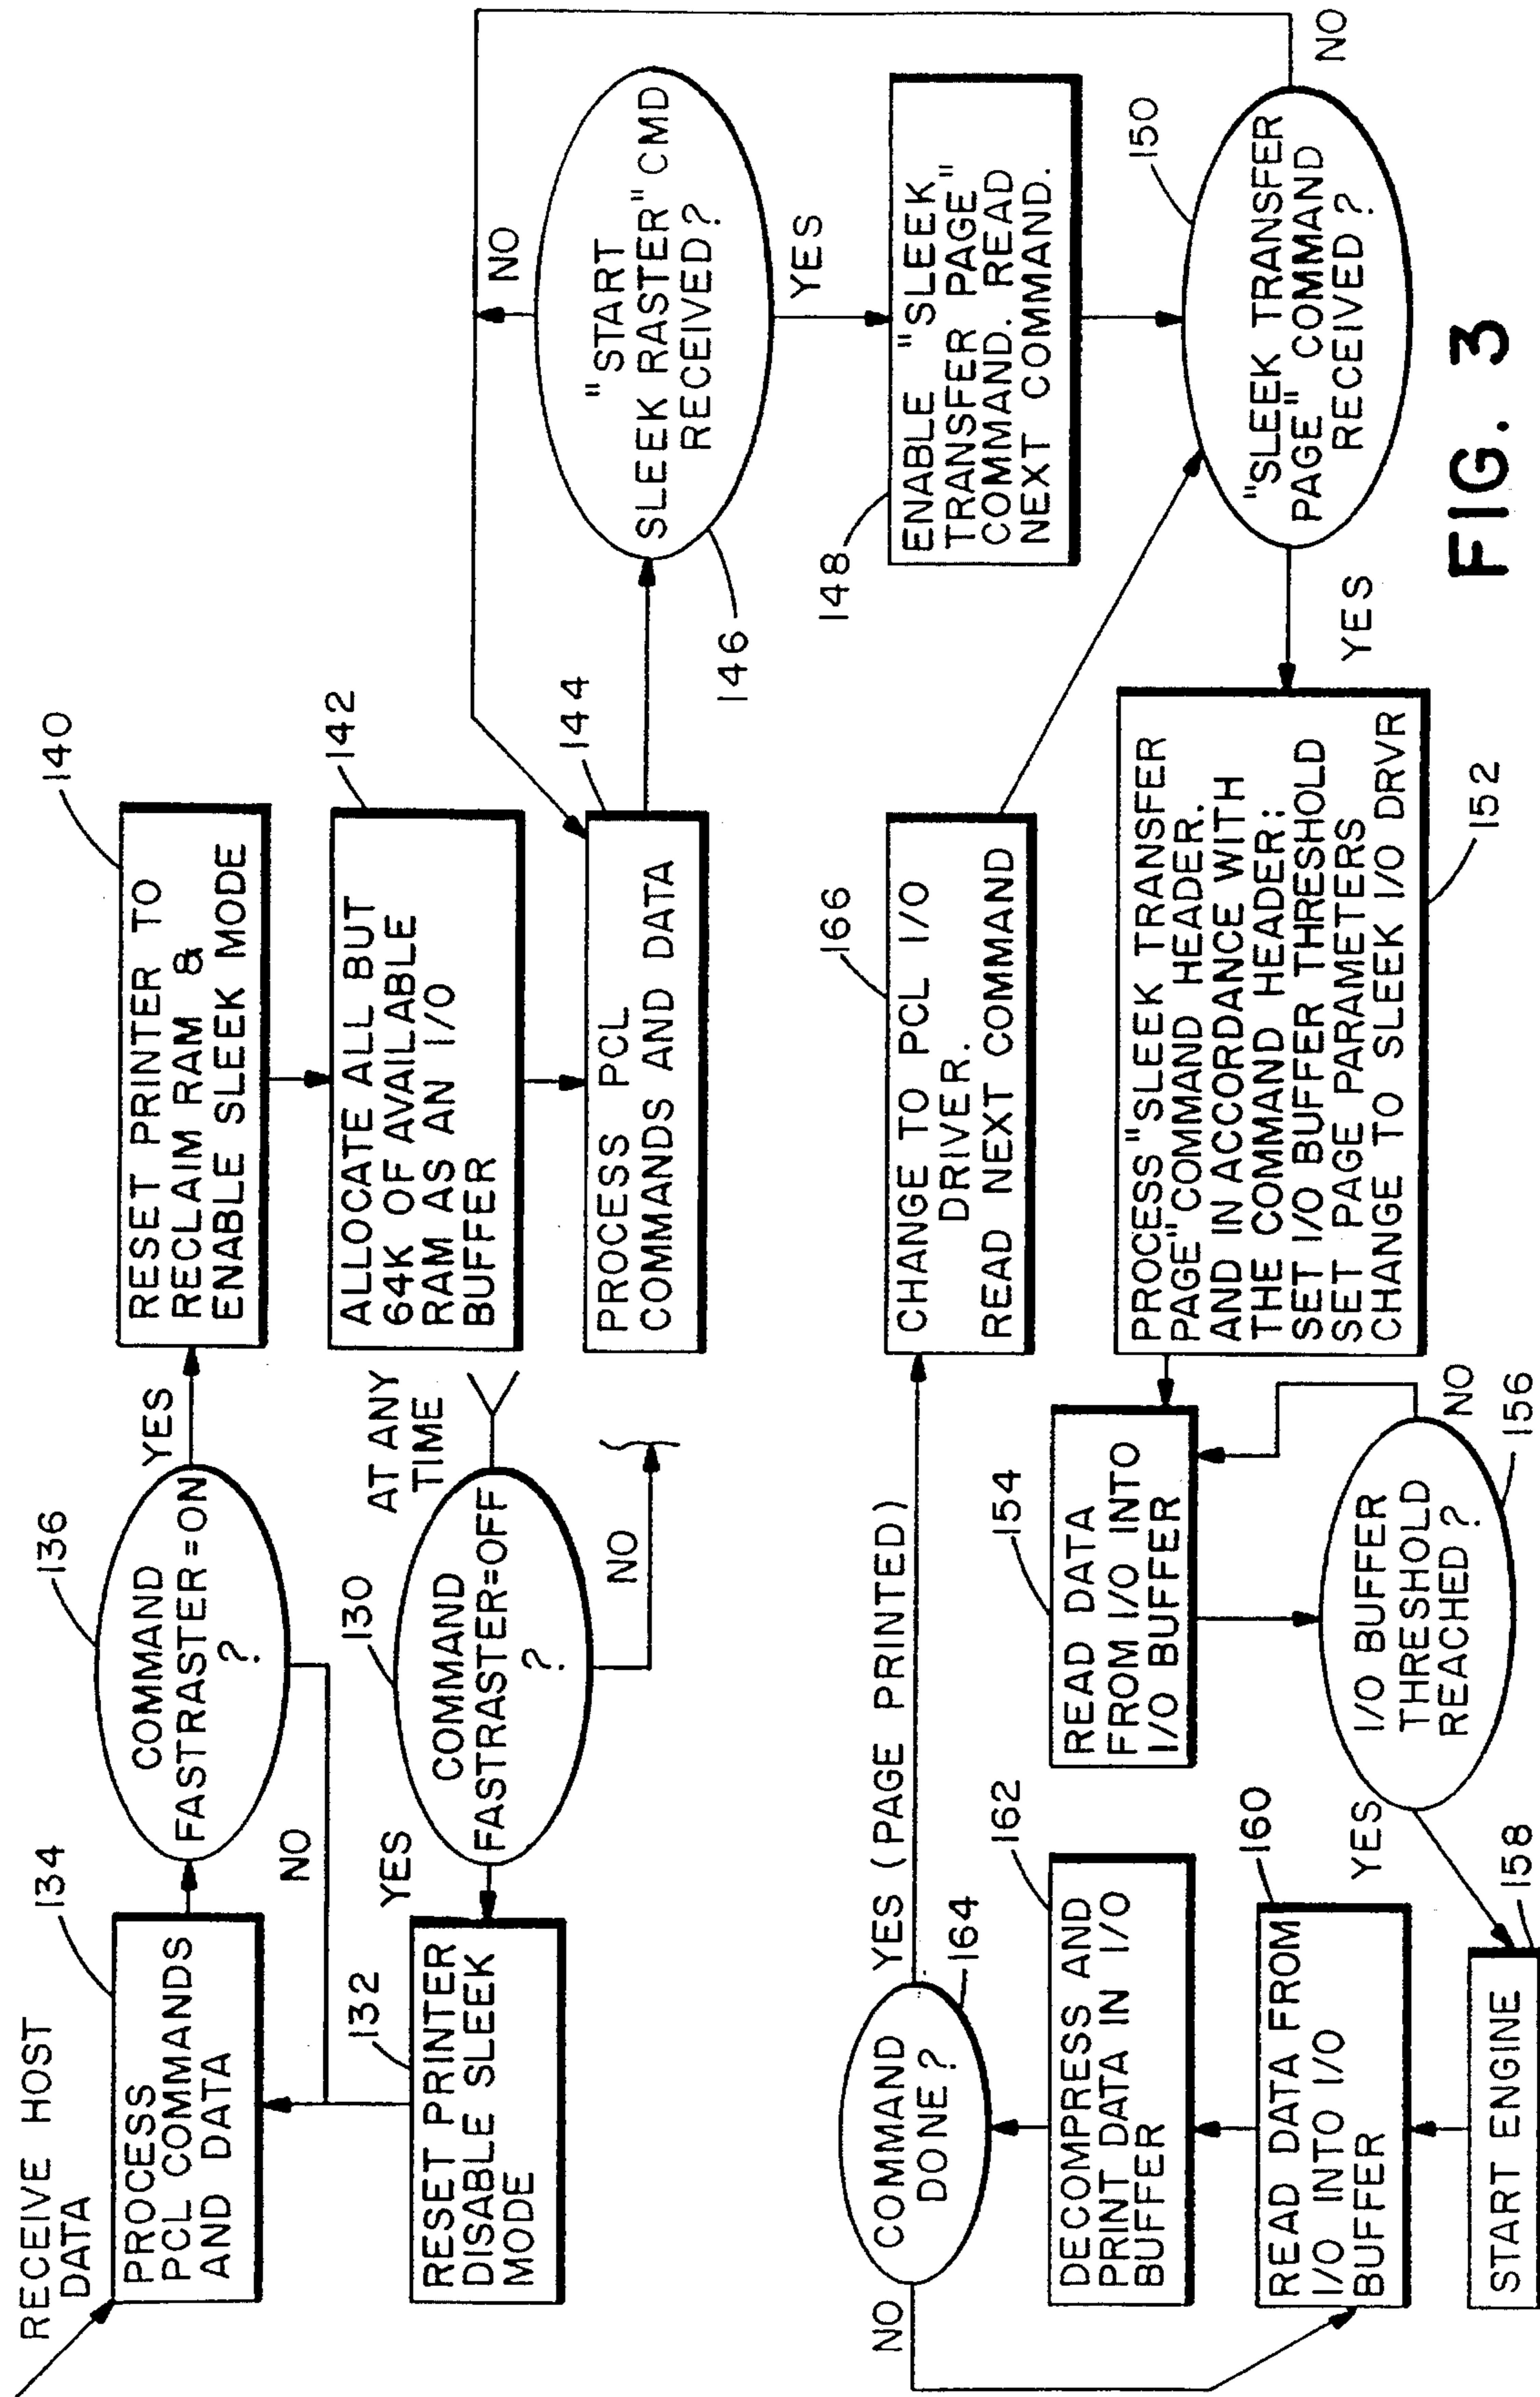 RECEIVE HOST
DATA
134
PROCESS
PCL COMMANDS
AND DATA
136
COMMAND
FASTRASTER=ON
?
YES
NO
140
RESET PRINTER TO
RECLAIM RAM &
ENABLE SLEEK MODE
132
RESET PRINTER
DISABLE SLEEK
MODE
YES
130
COMMAND
FASTRASTER=OFF
?
AT ANY
TIME
NO
142
ALLOCATE ALL BUT
64K OF AVAILABLE
RAM AS AN I/O
BUFFER
144
PROCESS PCL
COMMANDS AND DATA
146
"START
SLEEK RASTER" CMD
RECEIVED?
NO
YES
148
ENABLE "SLEEK
TRANSFER PAGE"
COMMAND. READ
NEXT COMMAND.
150
"SLEEK TRANSFER
PAGE" COMMAND
RECEIVED?
NO
YES
152
PROCESS "SLEEK TRANSFER
PAGE" COMMAND HEADER.
AND IN ACCORDANCE WITH
THE COMMAND HEADER:
SET I/O BUFFER THRESHOLD
SET PAGE PARAMETERS
CHANGE TO SLEEK I/O DRVR
154
READ DATA
FROM I/O INTO
I/O BUFFER
156
I/O BUFFER
THRESHOLD
REACHED?
NO
YES
158
START ENGINE
160
READ DATA FROM
I/O INTO I/O
BUFFER
162
DECOMPRESS AND
PRINT DATA IN I/O
BUFFER
164
COMMAND
DONE?
NO
YES (PAGE PRINTED)
166
CHANGE TO PCL I/O
DRIVER.
READ NEXT COMMAND
FIG. 3